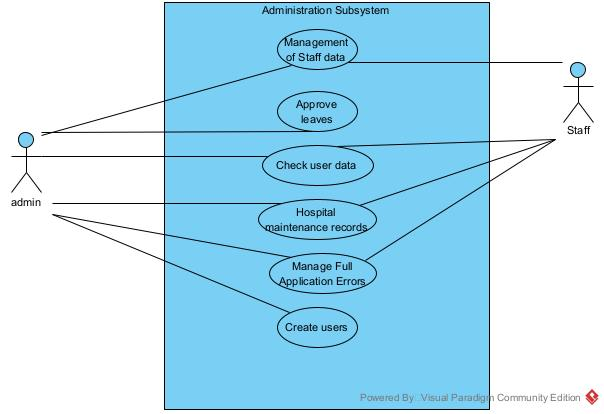 Administration Subsystem
Management
of Staff data
Approve
leaves
Staff
Check user data
admin
Hospital
maintenance records
Manage Full
Application Errors
Create users
Powered By Visual Paradigm Community Edition